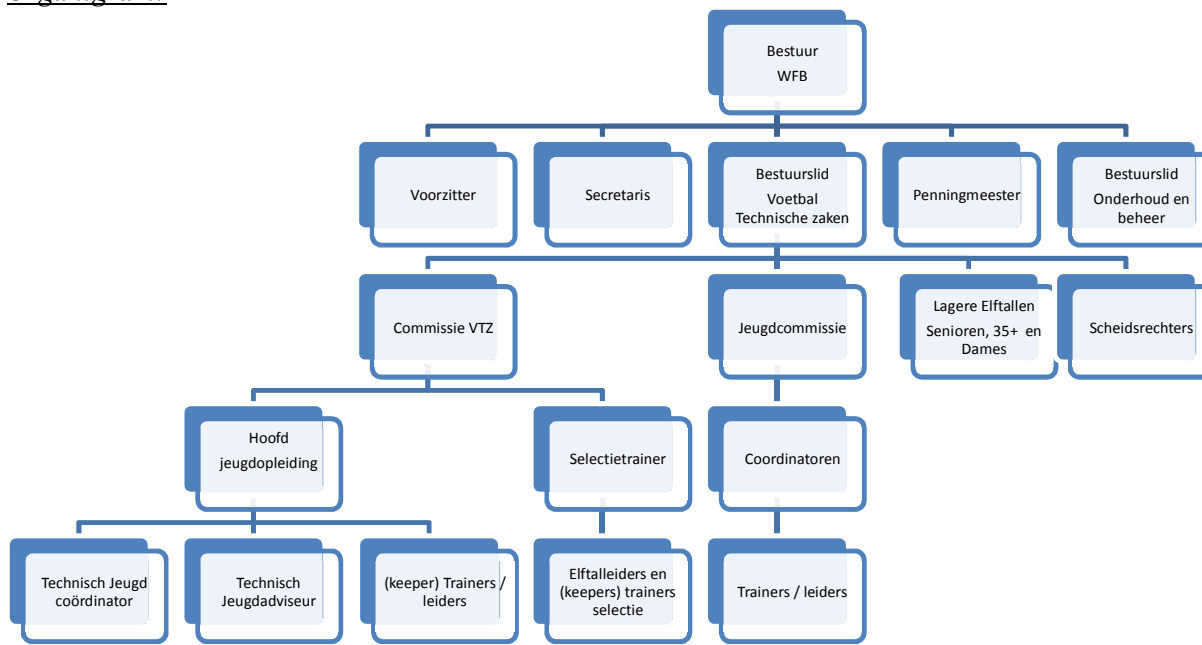 Bestuur
WFB
Voorzitter
Secretaris
Bestuurslid
Voetbal
Technische zaken
Penningmeester
Bestuurslid
Onderhoud en
beheer
Commissie VTZ
Jeugdcommissie
Lagere Elftallen
Senioren, 35+ en
Dames
Scheidsrechters
Hoofd
jeugdopleiding
Selectietrainer
Coordinatoren
Technisch Jeugd
coördinator
Technisch
Jeugdadviseur
(keeper) Trainers /
leiders
Elftalleiders en
(keepers) trainers
selectie
Trainers / leiders